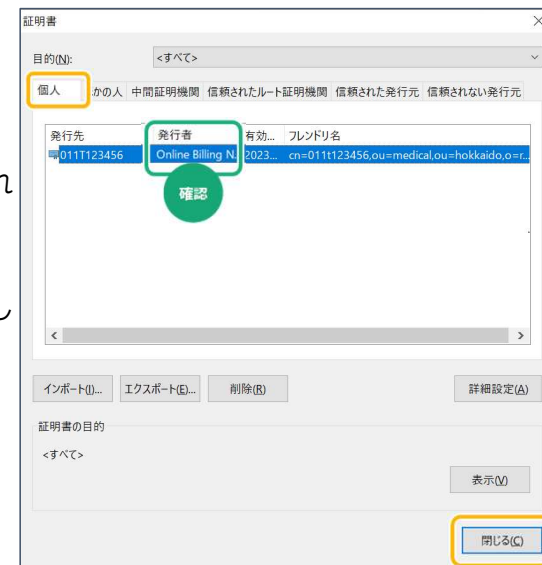 証明書
目的(N): <すべて>
個人 かの人 中間証明機関 信頼されたルート証明機関 信頼された発行元 信頼されない発行元
発行先 発行者 有効... フレンドリ名
011T123456 Online Billing N... 2023... cn=011t123456,ou=medical,ou=hokkaido,o=r...
確認
れ
し
インポート(I)... エクスポート(E)... 削除(R) 詳細設定(A)
証明書の目的
<すべて>
表示(V)
閉じる(C)